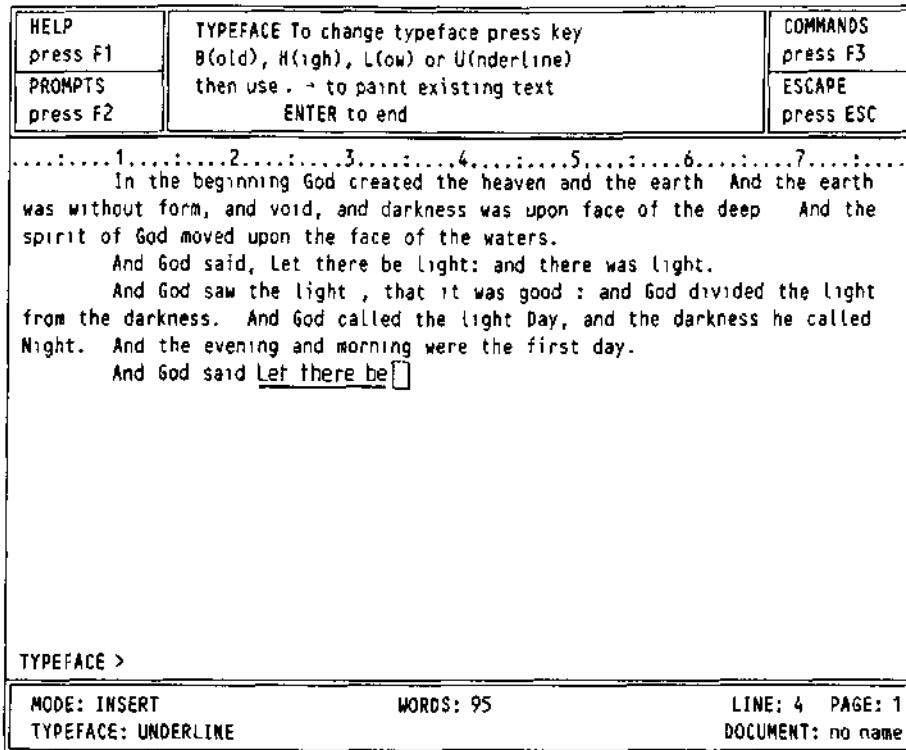 HELP
press F1
PROMPTS
press F2
TYPEFACE To change typeface press key
B(old), H(igh), L(ow) or U(nderline)
then use . → to paint existing text
ENTER to end
COMMANDS
press F3
ESCAPE
press ESC
....:....1....:....2....:....3....:....4....:....5....:....6....:....7....:....
In the beginning God created the heaven and the earth And the earth
was without form, and void, and darkness was upon face of the deep And the
spirit of God moved upon the face of the waters.
And God said, Let there be light: and there was light.
And God saw the light , that it was good : and God divided the light
from the darkness. And God called the light Day, and the darkness he called
Night. And the evening and morning were the first day.
And God said Let there be
TYPEFACE >
MODE: INSERT WORDS: 95 LINE: 4 PAGE: 1
TYPEFACE: UNDERLINE DOCUMENT: no name